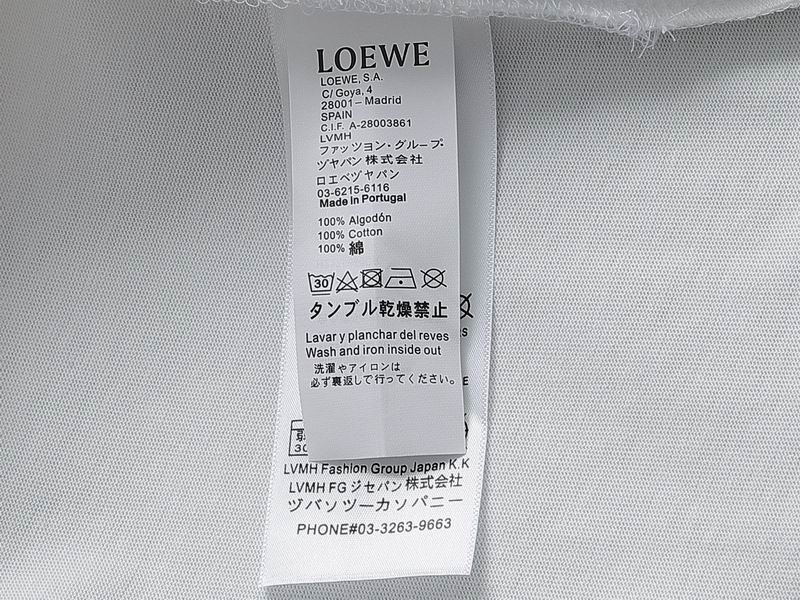 LOEWE
LOEWE, S.A.
C/ Goya, 4
28001 – Madrid
SPAIN
C.I.F. A-28003861
LVMH
ファッツョン・グループ
ヅヤバン 株式会社
ロエベヅヤパン
03-6215-6116
Made in Portugal
100% Algodón
100% Cotton
100% 綿
30
タンブル乾燥禁止
Lavar y planchar del reves
Wash and iron inside out
洗濯やアイロンは
必ず裏返しで行ってください。
S
E
弱
30
LVMH Fashion Group Japan K.K
LVMH FG ジセパン 株式会社
ヅバンツーカソパニー
PHONE#03-3263-9663